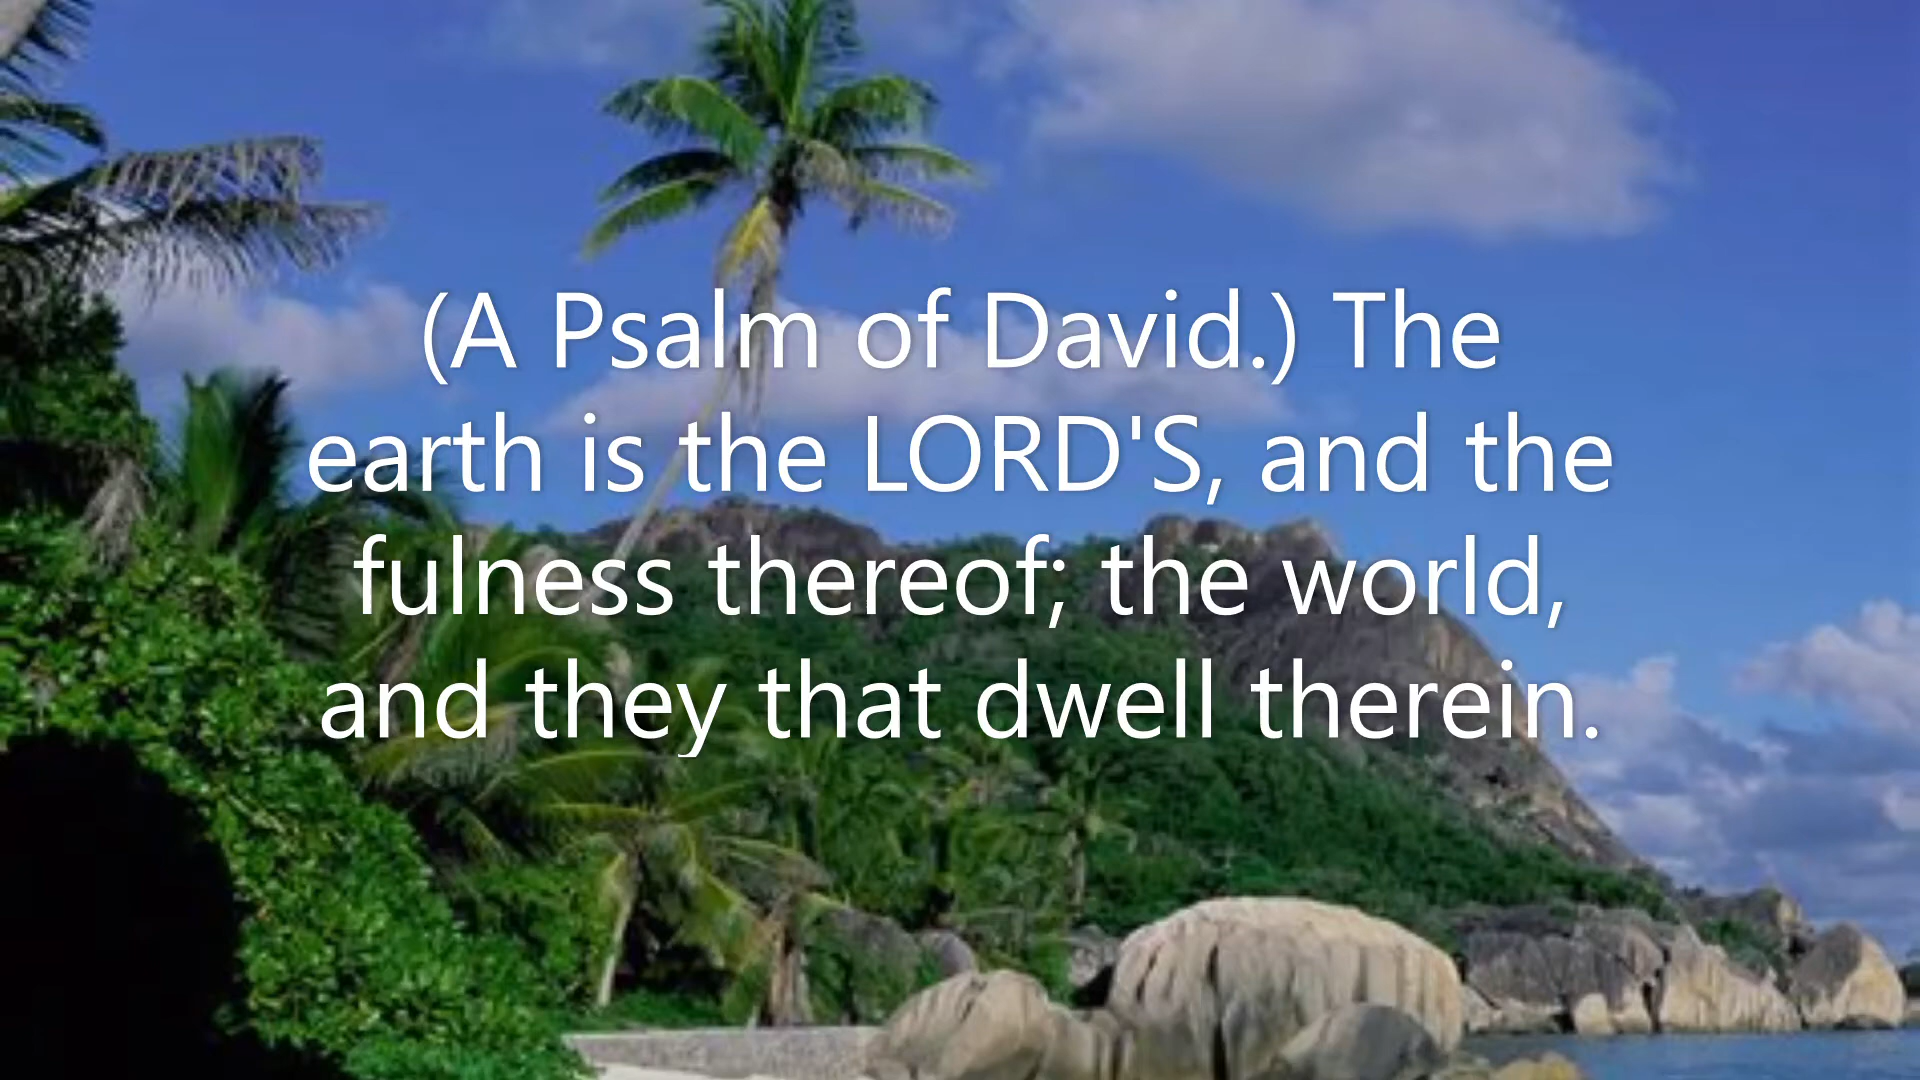 (A Psalm of David.) The
earth is the LORD'S, and the
fulness thereof; the world,
and they that dwell therein.